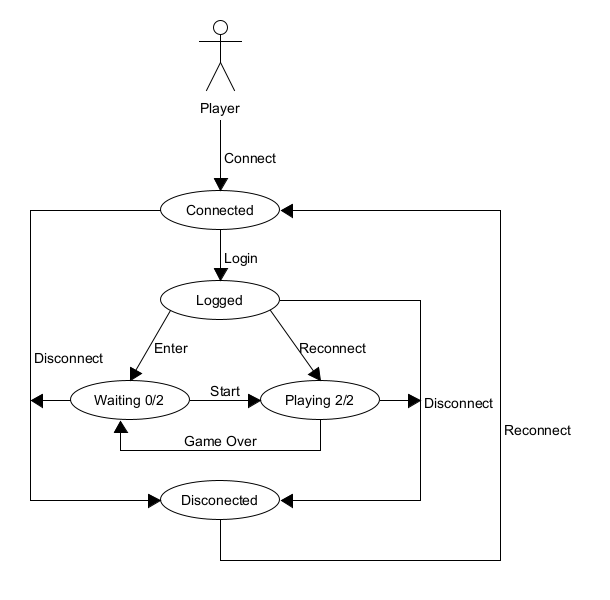 Player
Connect
Connected
Login
Logged
Enter
Reconnect
Disconnect
Waiting 0/2
Start
Playing 2/2
Disconnect
Game Over
Reconnect
Disconected